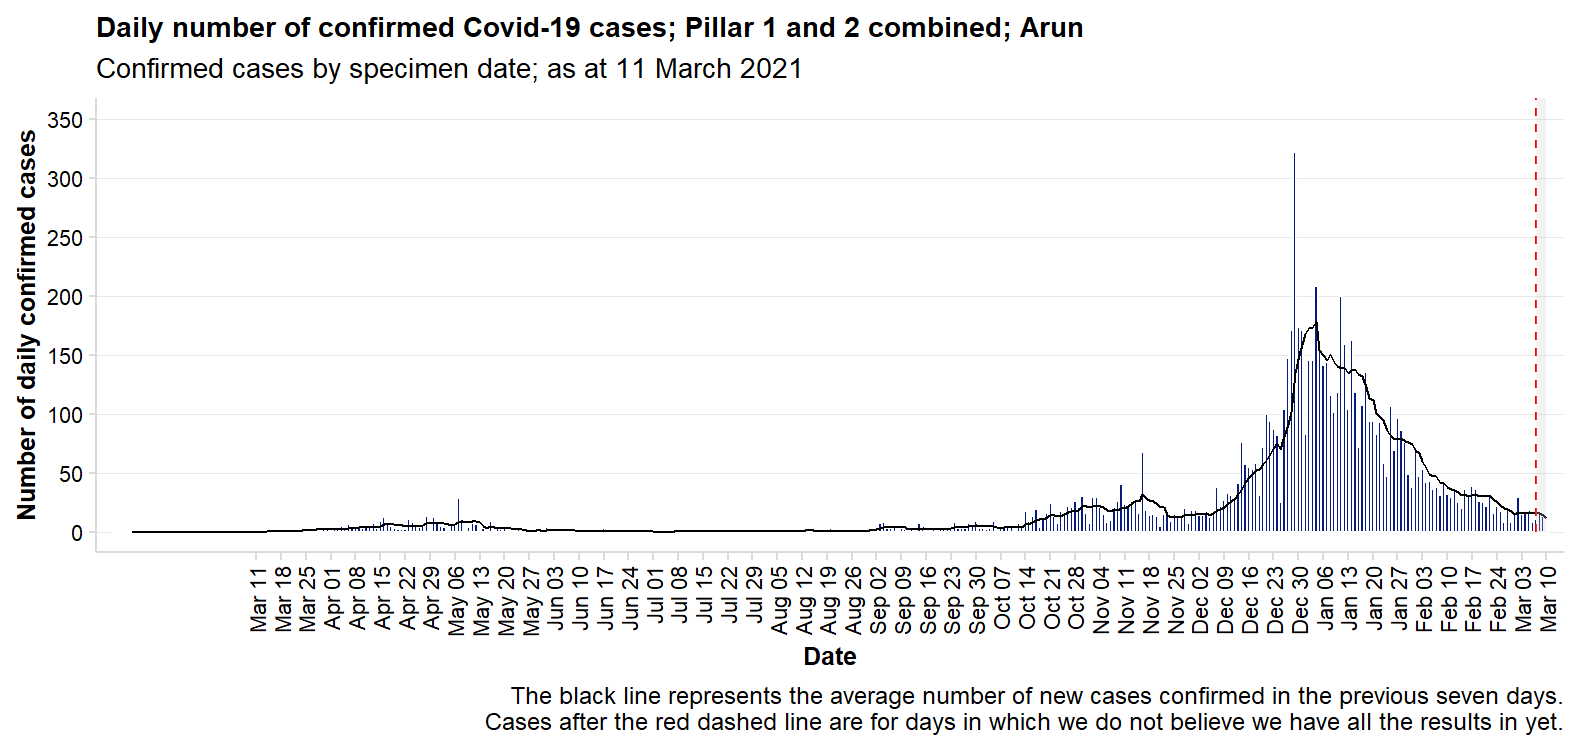 Daily number of confirmed Covid-19 cases; Pillar 1 and 2 combined; Arun
Confirmed cases by specimen date; as at 11 March 2021
Number of daily confirmed cases
350
300
250
200
150
100
50
0
Mar 11
Mar 18
Mar 25
Apr 01
Apr 08
Apr 15
Apr 22
Apr 29
May 06
May 13
May 20
May 27
Jun 03
Jun 10
Jun 17
Jun 24
Jul 01
Jul 08
Jul 15
Jul 22
Jul 29
Aug 05
Aug 12
Aug 19
Aug 26
Sep 02
Sep 09
Sep 16
Sep 23
Sep 30
Oct 07
Oct 14
Oct 21
Oct 28
Nov 04
Nov 11
Nov 18
Nov 25
Dec 02
Dec 09
Dec 16
Dec 23
Dec 30
Jan 06
Jan 13
Jan 20
Jan 27
Feb 03
Feb 10
Feb 17
Feb 24
Mar 03
Mar 10
Date
The black line represents the average number of new cases confirmed in the previous seven days.
Cases after the red dashed line are for days in which we do not believe we have all the results in yet.